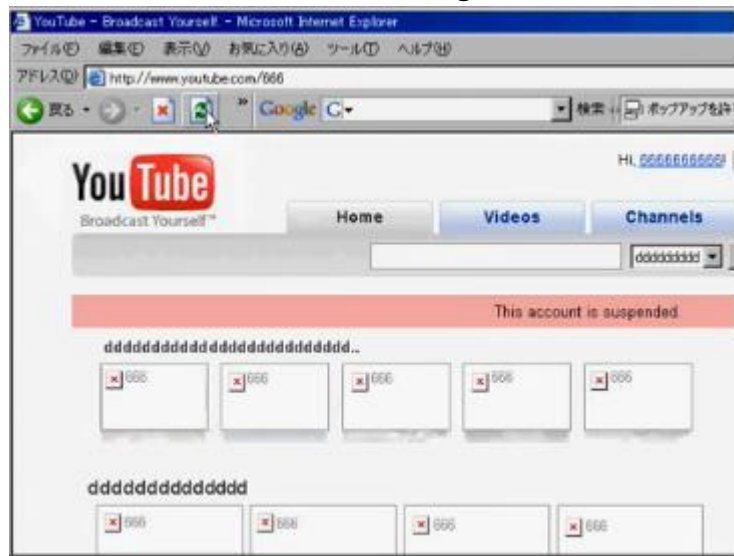 YouTube - Broadcast Yourself. - Microsoft Internet Explorer
ファイル(F) 編集(E) 表示(V) お気に入り(A) ツール(T) ヘルプ(H)
アドレス(D) http://www.youtube.com/666
戻る » Google G 検索 ポップアップを許
You Tube
Broadcast Yourself™
Hi, 6666666666!
Home Videos Channels
ddddddddd
This account is suspended
ddddddddddddddddddddddddddd..
666 666 666 666 666
dddddddddddddd
666 666 666 666